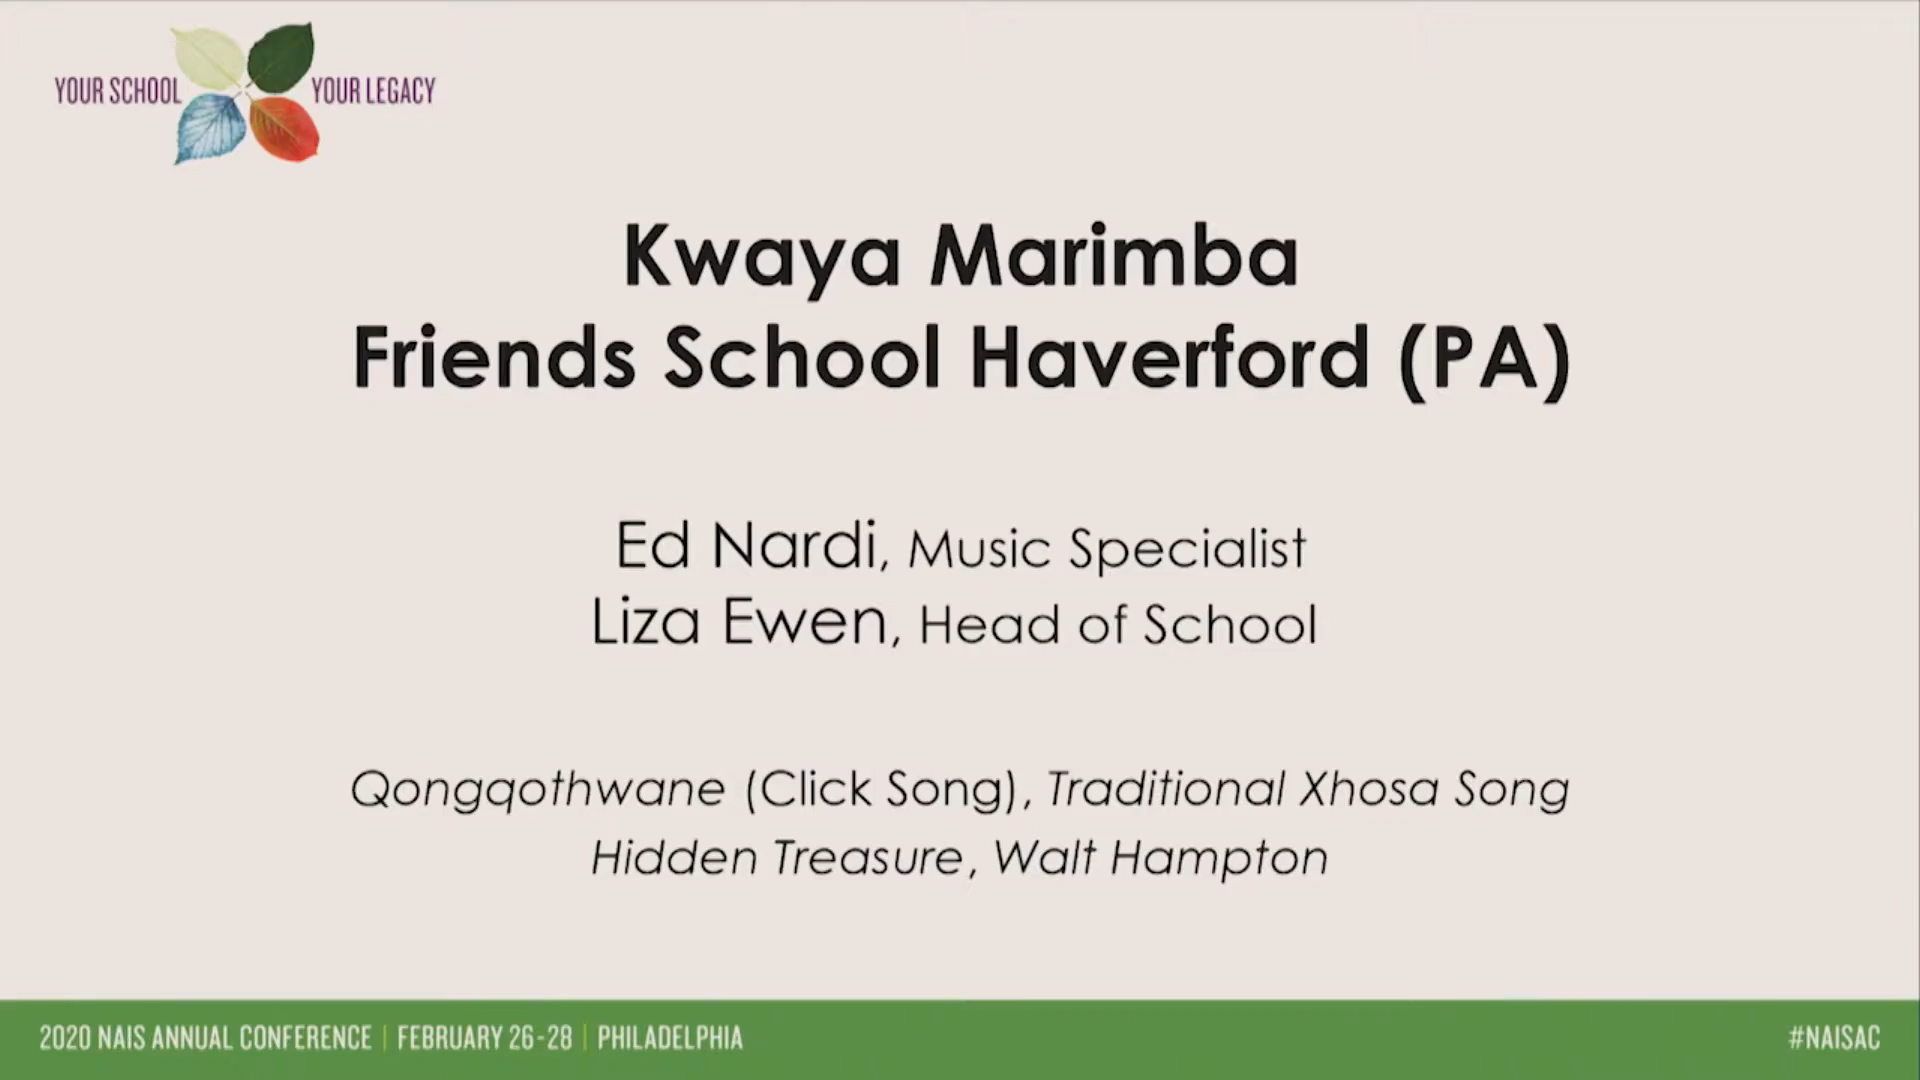 YOUR SCHOOL YOUR LEGACY
Kwaya Marimba
Friends School Haverford (PA)
Ed Nardi, Music Specialist
Liza Ewen, Head of School
Qongqothwane (Click Song), Traditional Xhosa Song
Hidden Treasure, Walt Hampton
2020 NAIS ANNUAL CONFERENCE | FEBRUARY 26-28 | PHILADELPHIA #NAISAC